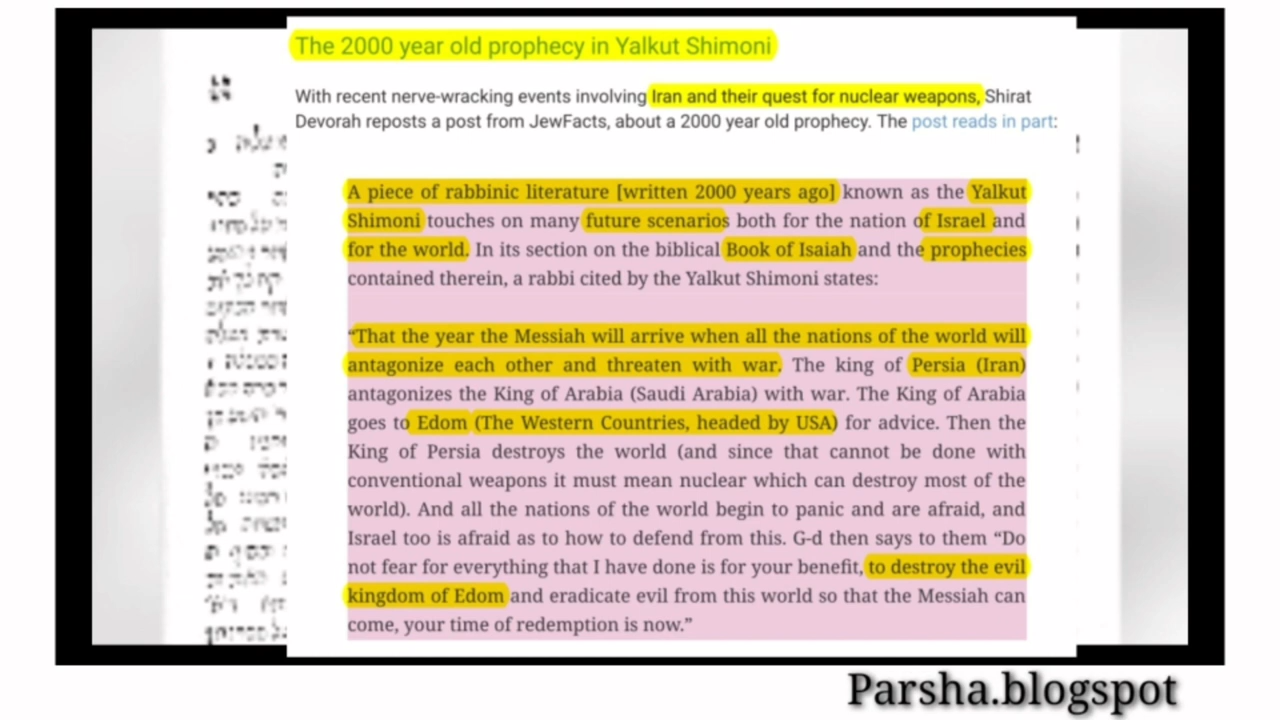 The 2000 year old prophecy in Yalkut Shimoni
With recent nerve-wracking events involving Iran and their quest for nuclear weapons, Shirat
Devorah reposts a post from JewFacts, about a 2000 year old prophecy. The post reads in part:
A piece of rabbinic literature [written 2000 years ago] known as the Yalkut
Shimoni touches on many future scenarios both for the nation of Israel and
for the world. In its section on the biblical Book of Isaiah and the prophecies
contained therein, a rabbi cited by the Yalkut Shimoni states:
“That the year the Messiah will arrive when all the nations of the world will
antagonize each other and threaten with war. The king of Persia (Iran)
antagonizes the King of Arabia (Saudi Arabia) with war. The King of Arabia
goes to Edom (The Western Countries, headed by USA) for advice. Then the
King of Persia destroys the world (and since that cannot be done with
conventional weapons it must mean nuclear which can destroy most of the
world). And all the nations of the world begin to panic and are afraid, and
Israel too is afraid as to how to defend from this. G-d then says to them “Do
not fear for everything that I have done is for your benefit, to destroy the evil
kingdom of Edom and eradicate evil from this world so that the Messiah can
come, your time of redemption is now.”
Parsha.blogspot